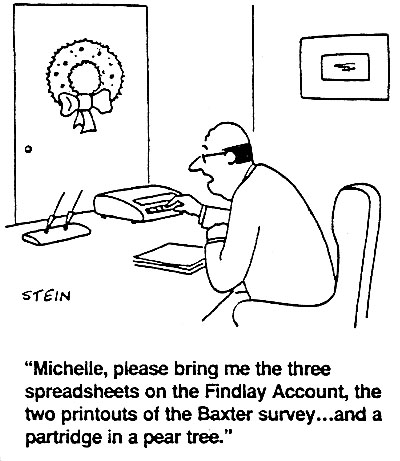 STEIN
“Michelle, please bring me the three
spreadsheets on the Findlay Account, the
two printouts of the Baxter survey...and a
partridge in a pear tree.”